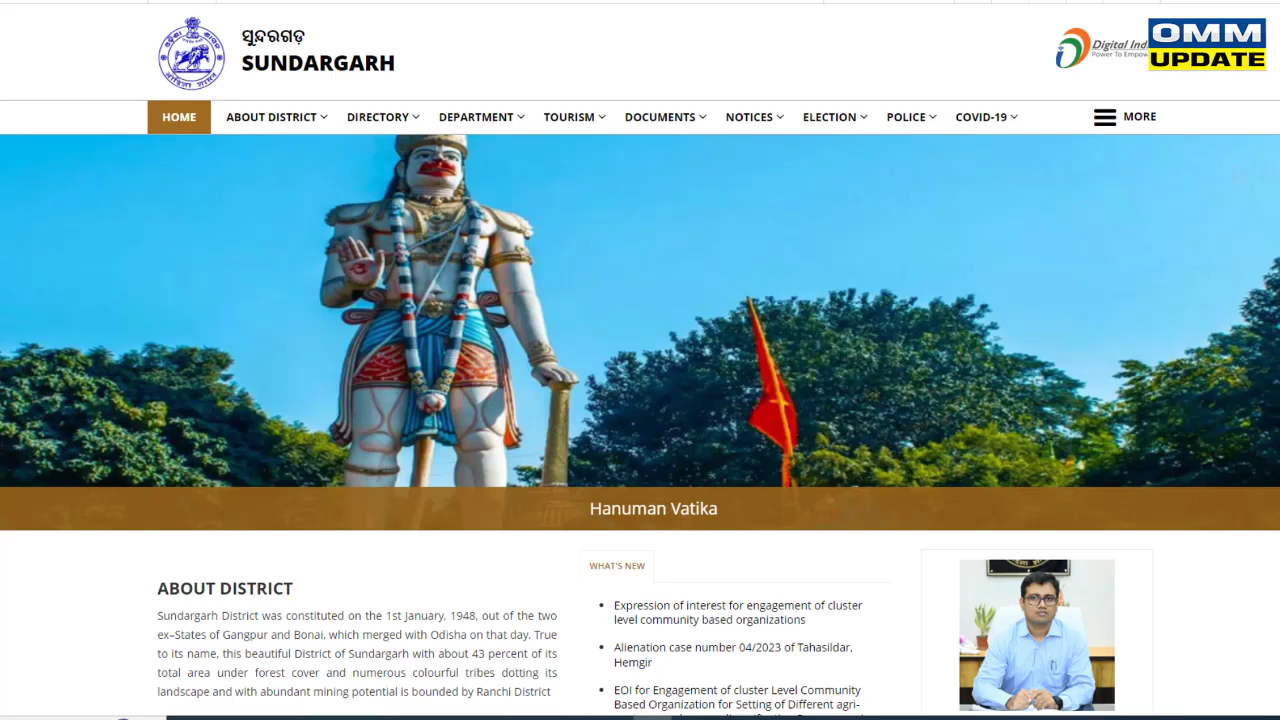 ସୁନ୍ଦରଗଡ଼
SUNDARGARH
Digital Indi
Power To Empow
OMM
UPDATE
HOME
ABOUT DISTRICT
DIRECTORY
DEPARTMENT
TOURISM
DOCUMENTS
NOTICES
ELECTION
POLICE
COVID-19
MORE
Hanuman Vatika
ABOUT DISTRICT
Sundargarh District was constituted on the 1st January, 1948, out of the two
ex–States of Gangpur and Bonai, which merged with Odisha on that day. True
to its name, this beautiful District of Sundargarh with about 43 percent of its
total area under forest cover and numerous colourful tribes dotting its
landscape and with abundant mining potential is bounded by Ranchi District
WHAT'S NEW
Expression of interest for engagement of cluster
level community based organizations
Alienation case number 04/2023 of Tahasildar,
Hemgir
EOI for Engagement of cluster Level Community
Based Organization for Setting of Different agri-